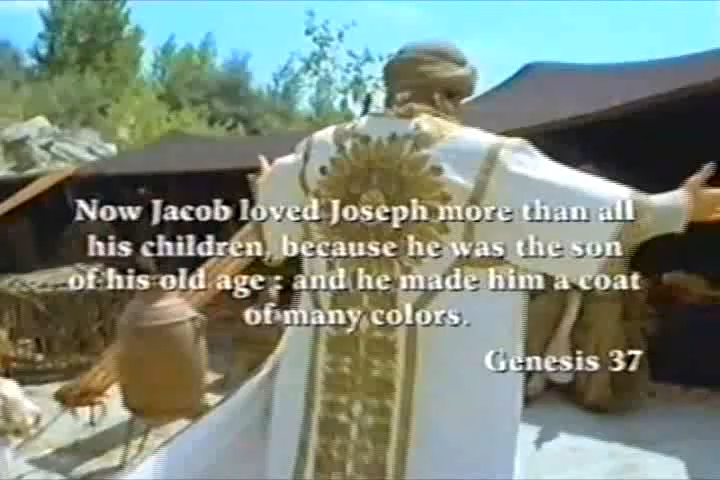 Now Jacob loved Joseph more than all
his children, because he was the son
of his old age : and he made him a coat
of many colors.
Genesis 37